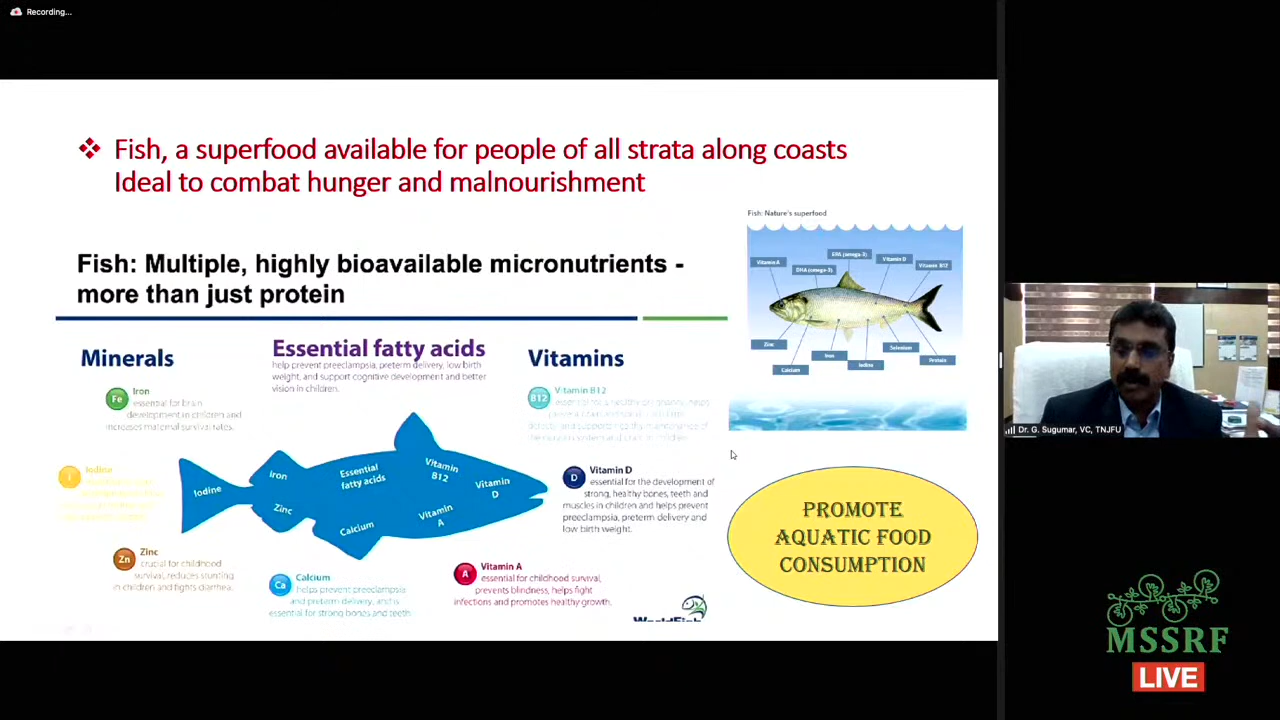 Recording...
❖ Fish, a superfood available for people of all strata along coasts
Ideal to combat hunger and malnourishment
Fish: Nature's superfood
Vitamin A
DHA (omega-3)
EPA (omega-3)
Vitamin D
Vitamin B12
Zinc
Calcium
Iron
Iodine
Selenium
Protein
Fish: Multiple, highly bioavailable micronutrients -
more than just protein
Minerals
Essential fatty acids
help prevent preeclampsia, preterm delivery, low birth
weight, and support cognitive development and better
vision in children.
Vitamins
Fe
Iron
essential for brain
development in children and
increases maternal survival rates.
B12
Vitamin B12
I
Iodine
Iodine
Iron
Zinc
Essential
fatty acids
Calcium
Vitamin
B12
Vitamin
A
Vitamin
D
D
Vitamin D
essential for the development of
strong, healthy bones, teeth and
muscles in children and helps prevent
preeclampsia, preterm delivery and
low birth weight.
Zn
Zinc
crucial for childhood
survival, reduces stunting
in children and fights diarrhea.
Ca
Calcium
helps prevent preeclampsia
and preterm delivery, and is
essential for strong bones and teeth.
A
Vitamin A
essential for childhood survival,
prevents blindness, helps fight
infections and promotes healthy growth.
WorldFish
PROMOTE
AQUATIC FOOD
CONSUMPTION
Dr. G. Sugumar, VC, TNJFU
MSSRF
LIVE